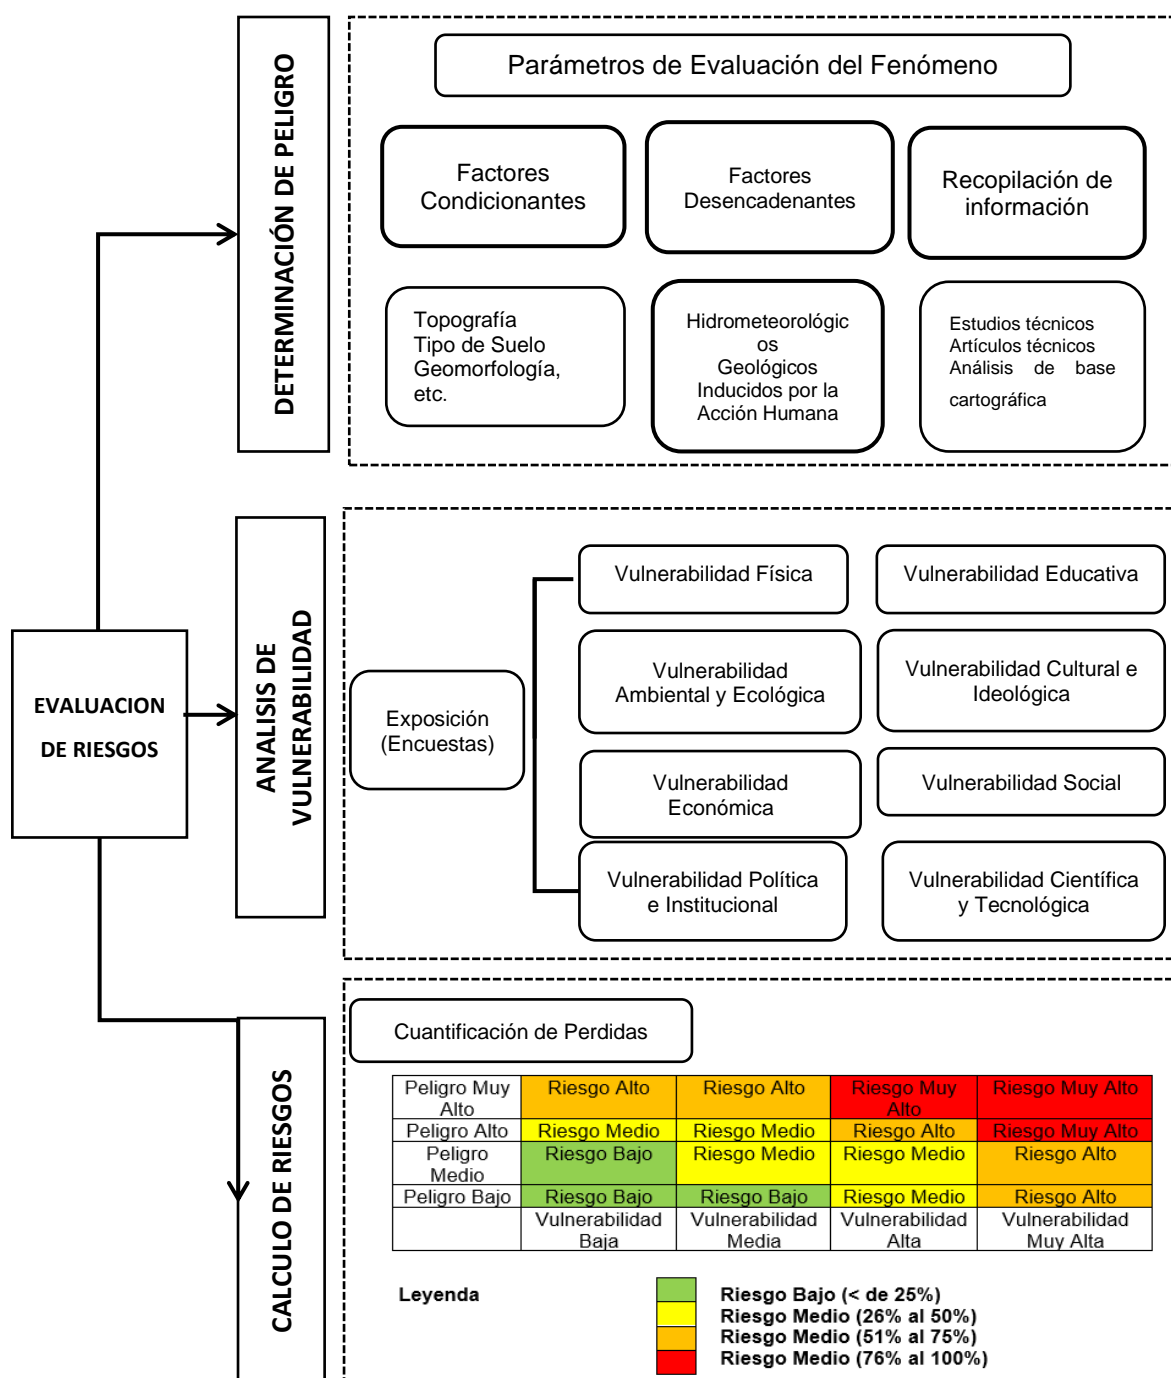 DETERMINACIÓN DE PELIGRO
Parámetros de Evaluación del Fenómeno
Factores
Condicionantes
Factores
Desencadenantes
Recopilación de
información
Topografía
Tipo de Suelo
Geomorfología,
etc.
Hidrometeorológic
os
Geológicos
Inducidos por la
Acción Humana
Estudios técnicos
Artículos técnicos
Análisis de base
cartográfica
EVALUACION
DE RIESGOS
ANALISIS DE
VULNERABILIDAD
Exposición
(Encuestas)
Vulnerabilidad Física
Vulnerabilidad Educativa
Vulnerabilidad
Ambiental y Ecológica
Vulnerabilidad Cultural e
Ideológica
Vulnerabilidad
Económica
Vulnerabilidad Social
Vulnerabilidad Política
e Institucional
Vulnerabilidad Científica
y Tecnológica
CALCULO DE RIESGOS
Cuantificación de Perdidas
Peligro Muy
Alto
Riesgo Alto
Riesgo Alto
Riesgo Muy
Alto
Riesgo Muy Alto
Peligro Alto
Riesgo Medio
Riesgo Medio
Riesgo Alto
Riesgo Muy Alto
Peligro
Medio
Riesgo Bajo
Riesgo Medio
Riesgo Medio
Riesgo Alto
Peligro Bajo
Riesgo Bajo
Riesgo Bajo
Riesgo Medio
Riesgo Alto
Vulnerabilidad
Baja
Vulnerabilidad
Media
Vulnerabilidad
Alta
Vulnerabilidad
Muy Alta
Leyenda
Riesgo Bajo (< de 25%)
Riesgo Medio (26% al 50%)
Riesgo Medio (51% al 75%)
Riesgo Medio (76% al 100%)